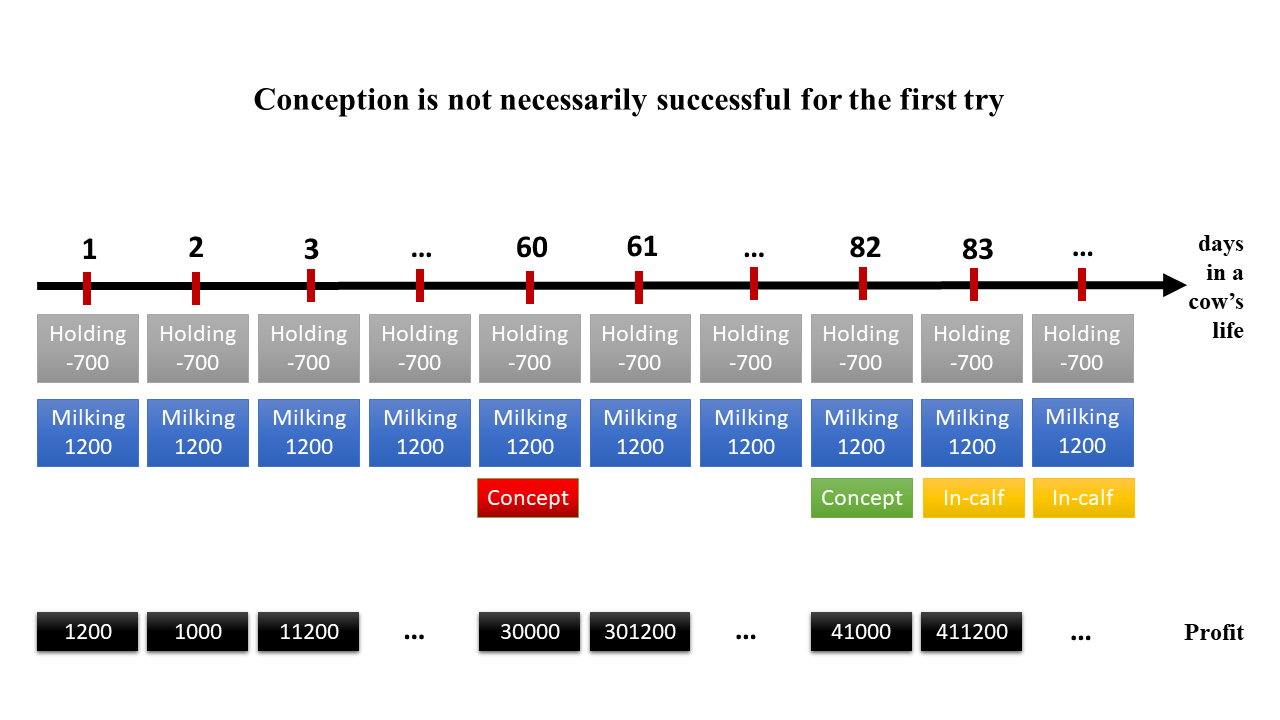 Conception is not necessarily successful for the first try
1 2 3 ... 60 61 ... 82 83 ...
days
in a
cow's
life
Holding Holding Holding Holding Holding Holding Holding Holding Holding Holding
-700 -700 -700 -700 -700 -700 -700 -700 -700 -700
Milking Milking Milking Milking Milking Milking Milking Milking Milking Milking
1200 1200 1200 1200 1200 1200 1200 1200 1200 1200
Concept Concept In-calf In-calf
1200 1000 11200 ... 30000 301200 ... 41000 411200 ... Profit